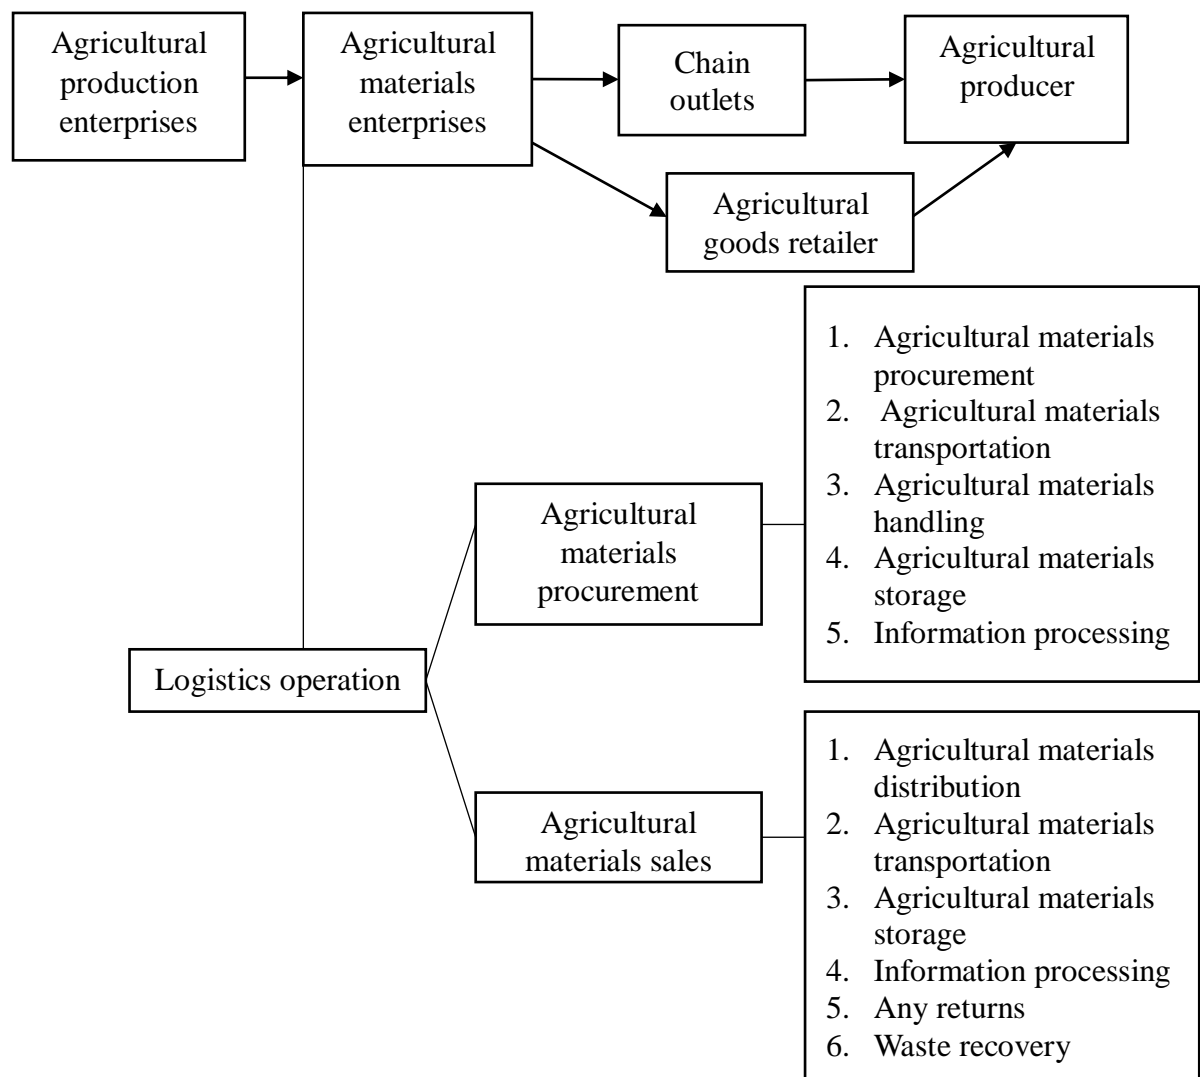 Agricultural
production
enterprises
Agricultural
materials
enterprises
Chain
outlets
Agricultural
producer
Agricultural
goods retailer
1. Agricultural materials
procurement
2. Agricultural materials
transportation
3. Agricultural materials
handling
4. Agricultural materials
storage
5. Information processing
Agricultural
materials
procurement
Logistics operation
Agricultural
materials sales
1. Agricultural materials
distribution
2. Agricultural materials
transportation
3. Agricultural materials
storage
4. Information processing
5. Any returns
6. Waste recovery